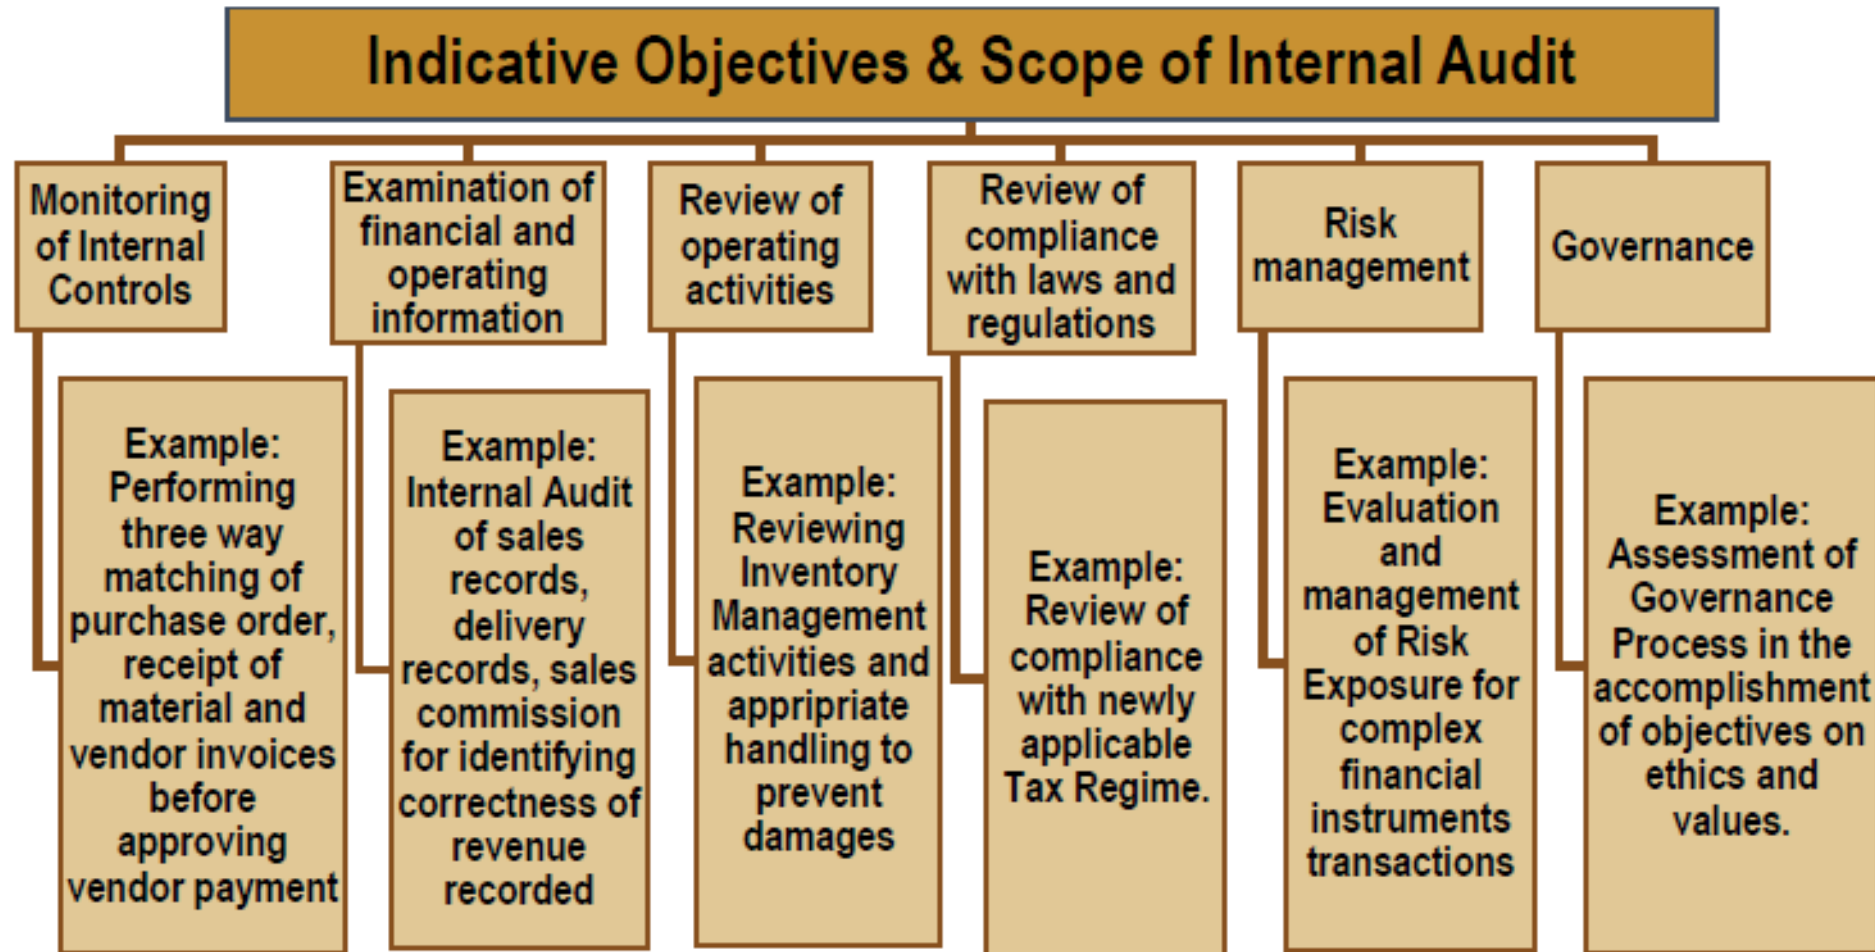 Indicative Objectives & Scope of Internal Audit
Monitoring
of Internal
Controls
Examination of
financial and
operating
information
Review of
operating
activities
Review of
compliance
with laws and
regulations
Risk
management
Governance
Example:
Performing
three way
matching of
purchase order,
receipt of
material and
vendor invoices
before
approving
vendor payment
Example:
Internal Audit
of sales
records,
delivery
records, sales
commission
for identifying
correctness of
revenue
recorded
Example:
Reviewing
Inventory
Management
activities and
appripriate
handling to
prevent
damages
Example:
Review of
compliance
with newly
applicable
Tax Regime.
Example:
Evaluation
and
management
of Risk
Exposure for
complex
financial
instruments
transactions
Example:
Assessment of
Governance
Process in the
accomplishment
of objectives on
ethics and
values.